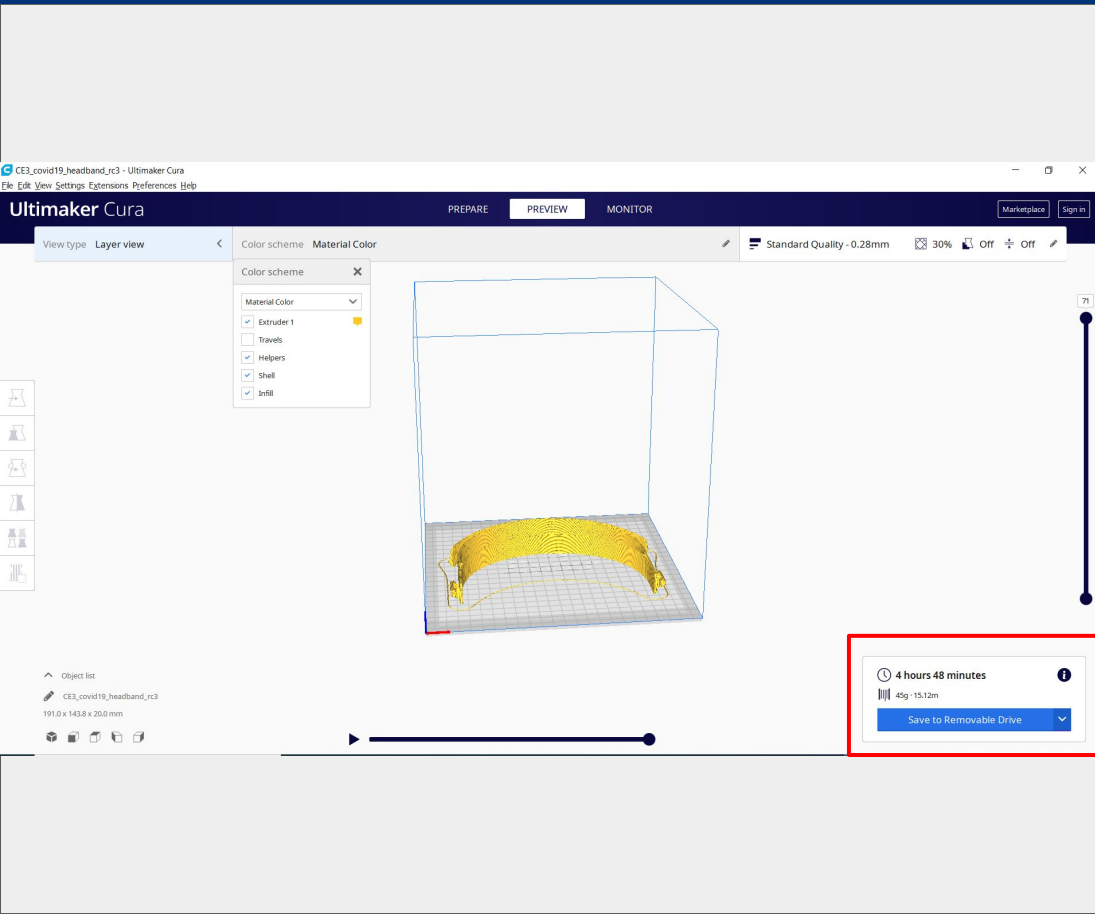 CE3_covid19_headband_rc3 - Ultimaker Cura
File Edit View Settings Extensions Preferences Help
Ultimaker Cura
PREPARE PREVIEW MONITOR
Marketplace Sign in
View type Layer view
Color scheme Material Color
Standard Quality - 0.28mm 30% Off Off
Color scheme
Material Color
Extruder 1
Travels
Helpers
Shell
Infill
71
Object list
CE3_covid19_headband_rc3
191.0 x 143.8 x 20.0 mm
4 hours 48 minutes
45g · 15.12m
Save to Removable Drive